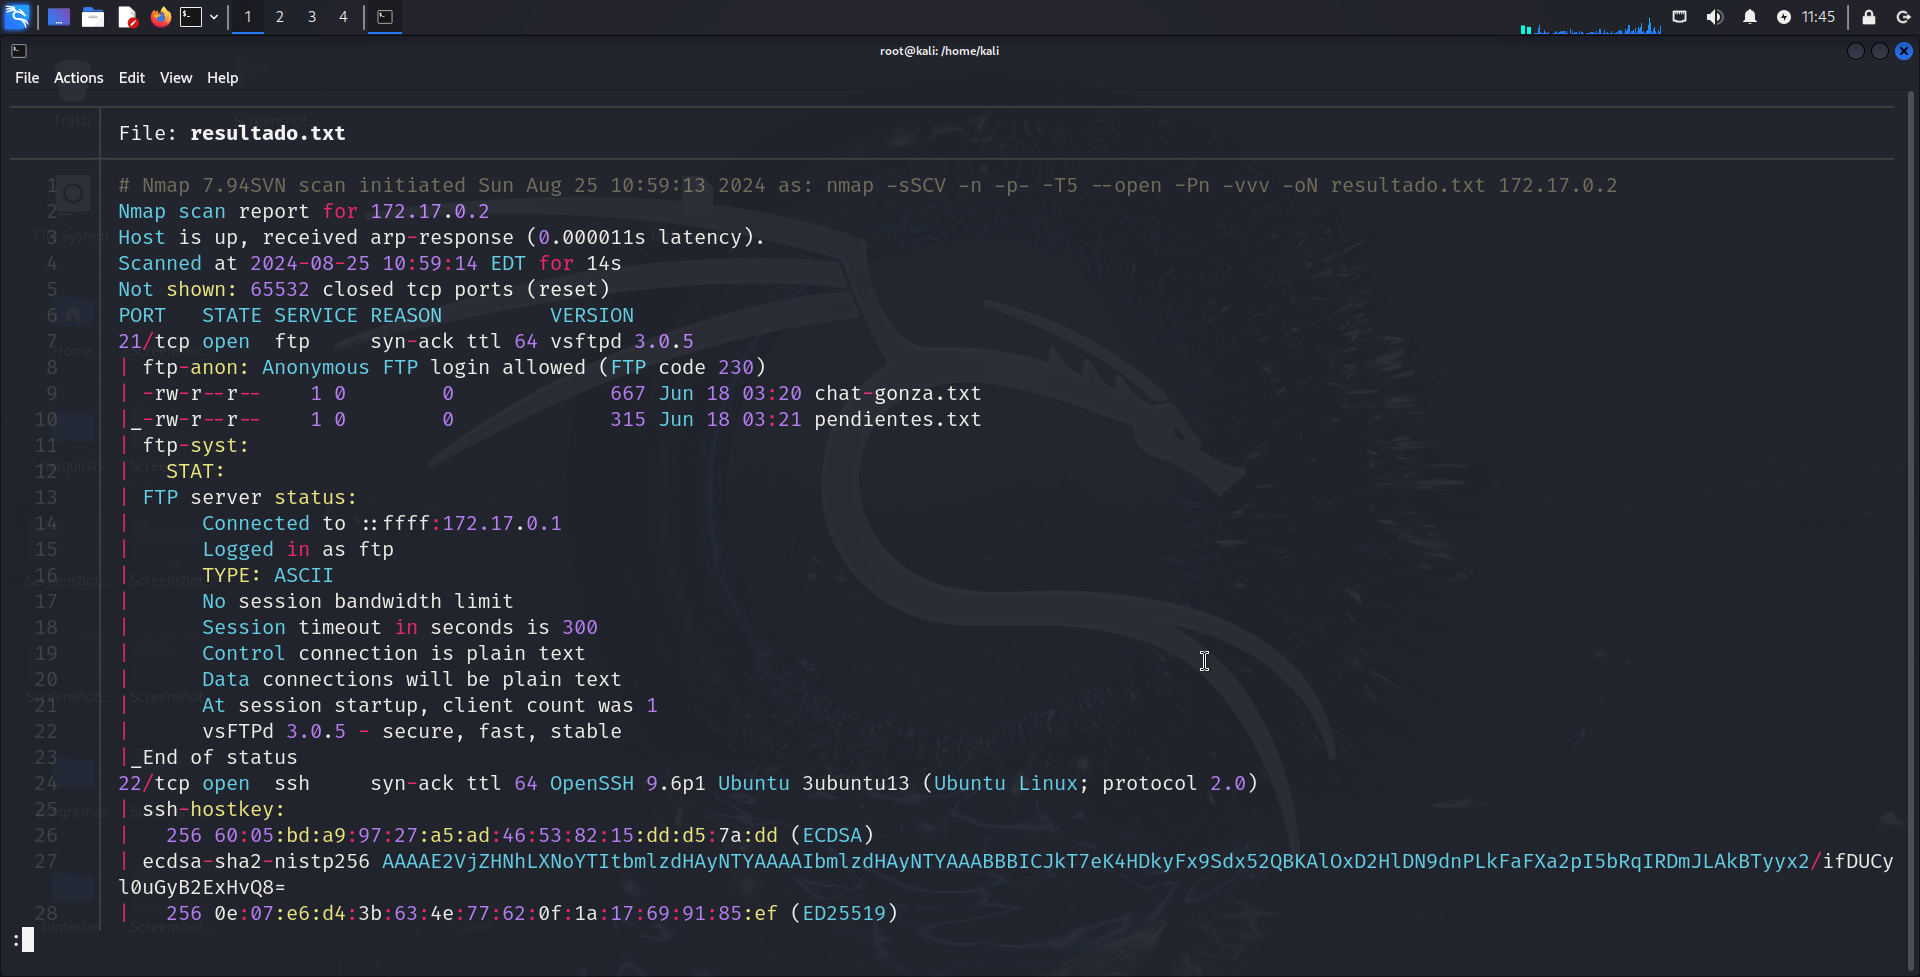 1 2 3 4 11:45
root@kali: /home/kali
File Actions Edit View Help
File: resultado.txt
1 # Nmap 7.94SVN scan initiated Sun Aug 25 10:59:13 2024 as: nmap -sSCV -n -p- -T5 --open -Pn -vvv -oN resultado.txt 172.17.0.2
2 Nmap scan report for 172.17.0.2
3 Host is up, received arp-response (0.000011s latency).
4 Scanned at 2024-08-25 10:59:14 EDT for 14s
5 Not shown: 65532 closed tcp ports (reset)
6 PORT   STATE SERVICE REASON         VERSION
7 21/tcp open  ftp     syn-ack ttl 64 vsftpd 3.0.5
8 | ftp-anon: Anonymous FTP login allowed (FTP code 230)
9 | -rw-r--r--    1 0        0             667 Jun 18 03:20 chat-gonza.txt
10 |_-rw-r--r--    1 0        0             315 Jun 18 03:21 pendientes.txt
11 | ftp-syst:
12 |   STAT:
13 | FTP server status:
14 |      Connected to ::ffff:172.17.0.1
15 |      Logged in as ftp
16 |      TYPE: ASCII
17 |      No session bandwidth limit
18 |      Session timeout in seconds is 300
19 |      Control connection is plain text
20 |      Data connections will be plain text
21 |      At session startup, client count was 1
22 |      vsFTPd 3.0.5 - secure, fast, stable
23 |_End of status
24 22/tcp open  ssh     syn-ack ttl 64 OpenSSH 9.6p1 Ubuntu 3ubuntu13 (Ubuntu Linux; protocol 2.0)
25 | ssh-hostkey:
26 |   256 60:05:bd:a9:97:27:a5:ad:46:53:82:15:dd:d5:7a:dd (ECDSA)
27 | ecdsa-sha2-nistp256 AAAAE2VjZHNhLXNoYTItbmlzdHAyNTYAAAAIbmlzdHAyNTYAAABBBICJkT7eK4HDkyFx9Sdx52QBKAlOxD2HlDN9dnPLkFaFXa2pI5bRqIRDmJLAkBTyyx2/ifDUCy
l0uGyB2ExHvQ8=
28 |   256 0e:07:e6:d4:3b:63:4e:77:62:0f:1a:17:69:91:85:ef (ED25519)
: